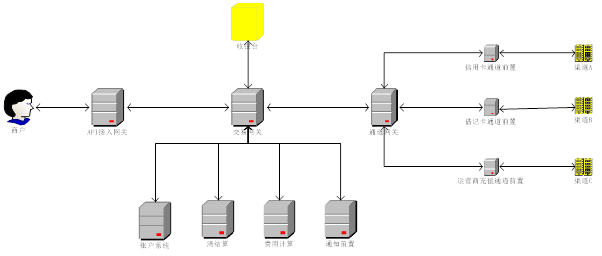 收银台
商户
API接入网关
交易网关
通道网关
信用卡通道前置
渠道A
借记卡通道前置
渠道B
运营商充值通道前置
渠道C
账户系统
清结算
费用计算
通知前置